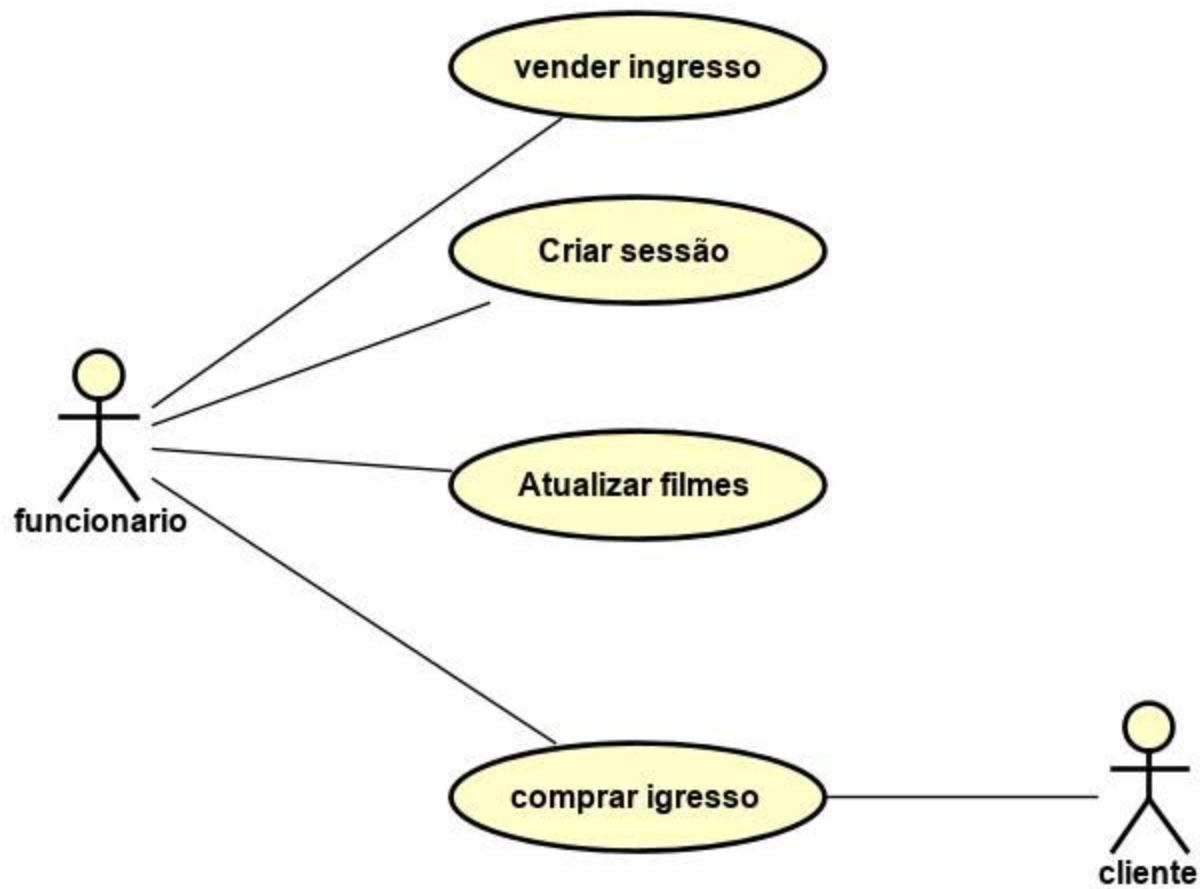 vender ingresso
Criar sessão
funcionario
Atualizar filmes
comprar igresso
cliente